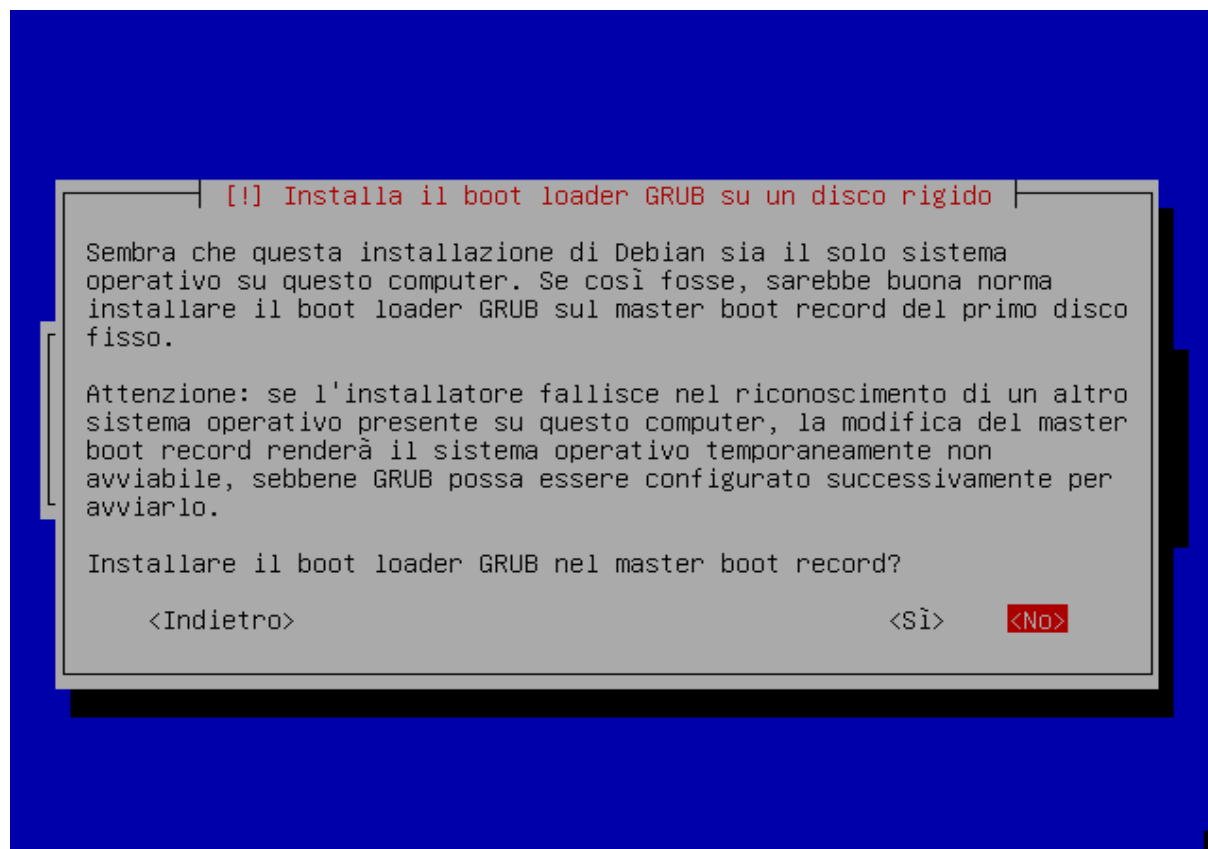 [!] Installa il boot loader GRUB su un disco rigido
Sembra che questa installazione di Debian sia il solo sistema
operativo su questo computer. Se così fosse, sarebbe buona norma
installare il boot loader GRUB sul master boot record del primo disco
fisso.
Attenzione: se l'installatore fallisce nel riconoscimento di un altro
sistema operativo presente su questo computer, la modifica del master
boot record renderà il sistema operativo temporaneamente non
avviabile, sebbene GRUB possa essere configurato successivamente per
avviarlo.
Installare il boot loader GRUB nel master boot record?
<Indietro> <Sì> <No>